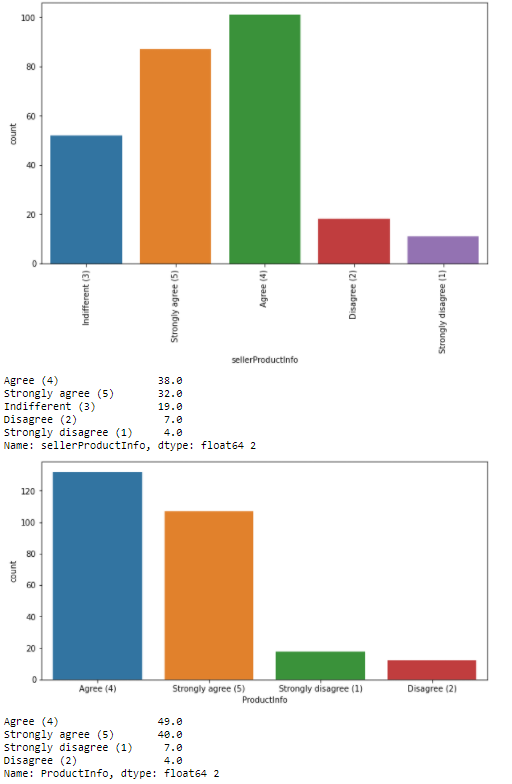 100
80
60
40
20
0
count
Indifferent (3)
Strongly agree (5)
Agree (4)
Disagree (2)
Strongly disagree (1)
sellerProductInfo
Agree (4) 38.0
Strongly agree (5) 32.0
Indifferent (3) 19.0
Disagree (2) 7.0
Strongly disagree (1) 4.0
Name: sellerProductInfo, dtype: float64 2
120
100
80
60
40
20
0
count
Agree (4) Strongly agree (5) Strongly disagree (1) Disagree (2)
ProductInfo
Agree (4) 49.0
Strongly agree (5) 40.0
Strongly disagree (1) 7.0
Disagree (2) 4.0
Name: ProductInfo, dtype: float64 2